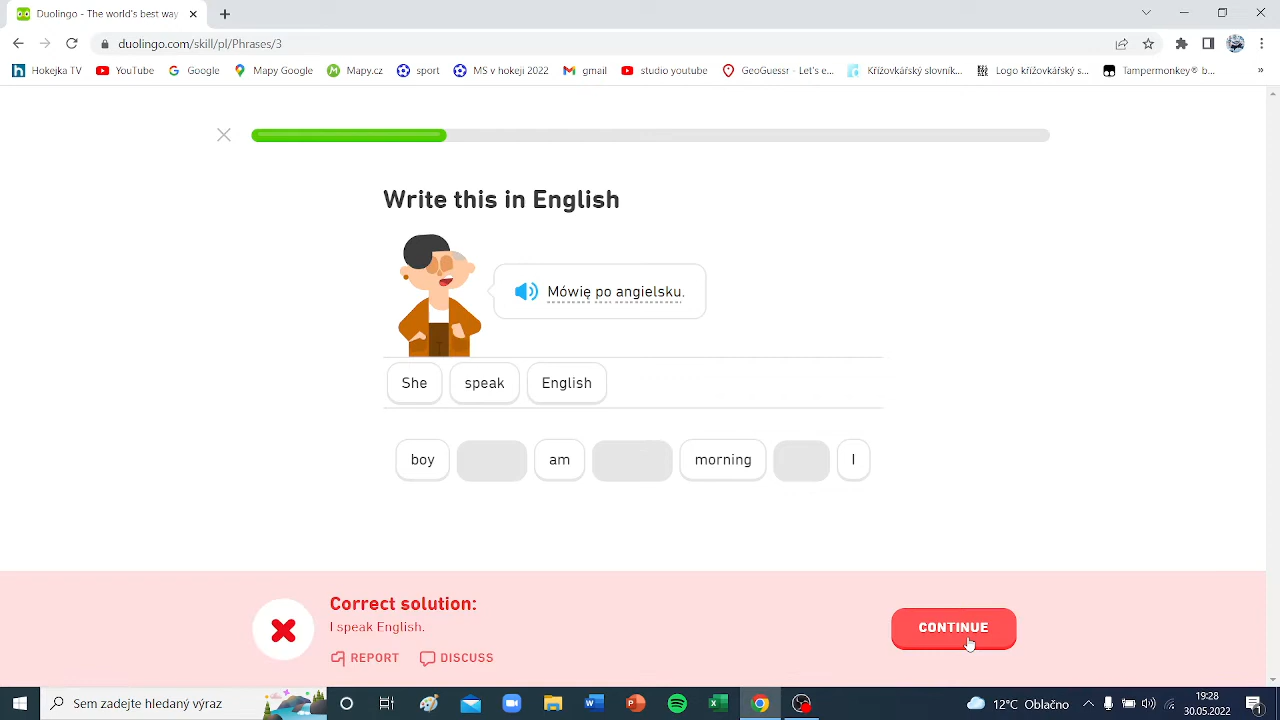 Duolingo - The world's best way
duolingo.com/skill/pl/Phrases/3
Hokejka TV YouTube Google Mapy Google Mapy.cz sport MS v hokeji 2022 gmail studio youtube GeoGuessr - Let's e... Křížovkářský slovník... Logo křížovkářský s... Tampermonkey® b... »
Write this in English
Mówię po angielsku.
She speak English
boy am morning I
Correct solution:
I speak English.
REPORT DISCUSS
CONTINUE
Sem zadejte hledaný výraz
12°C Oblačno
19:28
30.05.2022